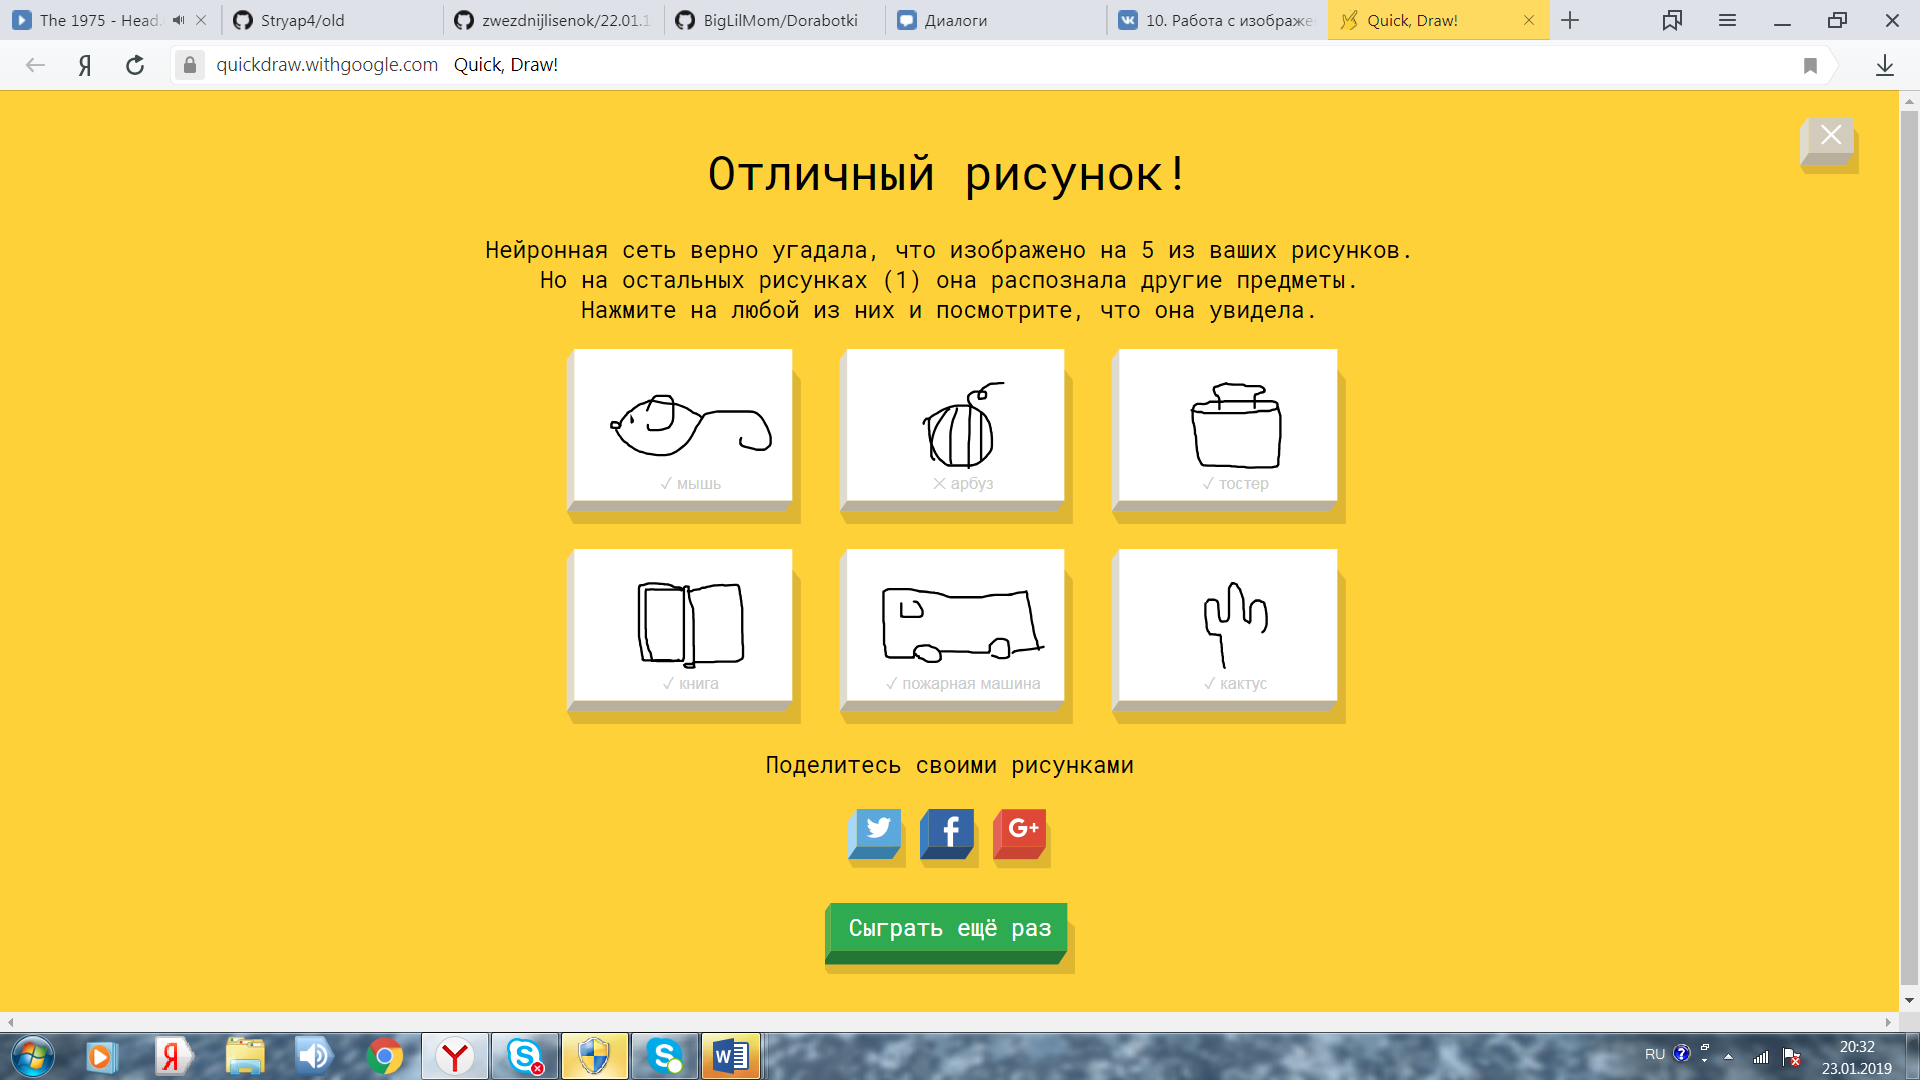 The 1975 - Head.
Stryap4/old
zwezdnijlisenok/22.01.1
BigLilMom/Dorabotki
Диалоги
10. Работа с изображе
Quick, Draw!
Я
quickdraw.withgoogle.com Quick, Draw!
Отличный рисунок!
Нейронная сеть верно угадала, что изображено на 5 из ваших рисунков.
Но на остальных рисунках (1) она распознала другие предметы.
Нажмите на любой из них и посмотрите, что она увидела.
мышь
арбуз
тостер
книга
пожарная машина
кактус
Поделитесь своими рисунками
G+
Сыграть ещё раз
RU
20:32
23.01.2019